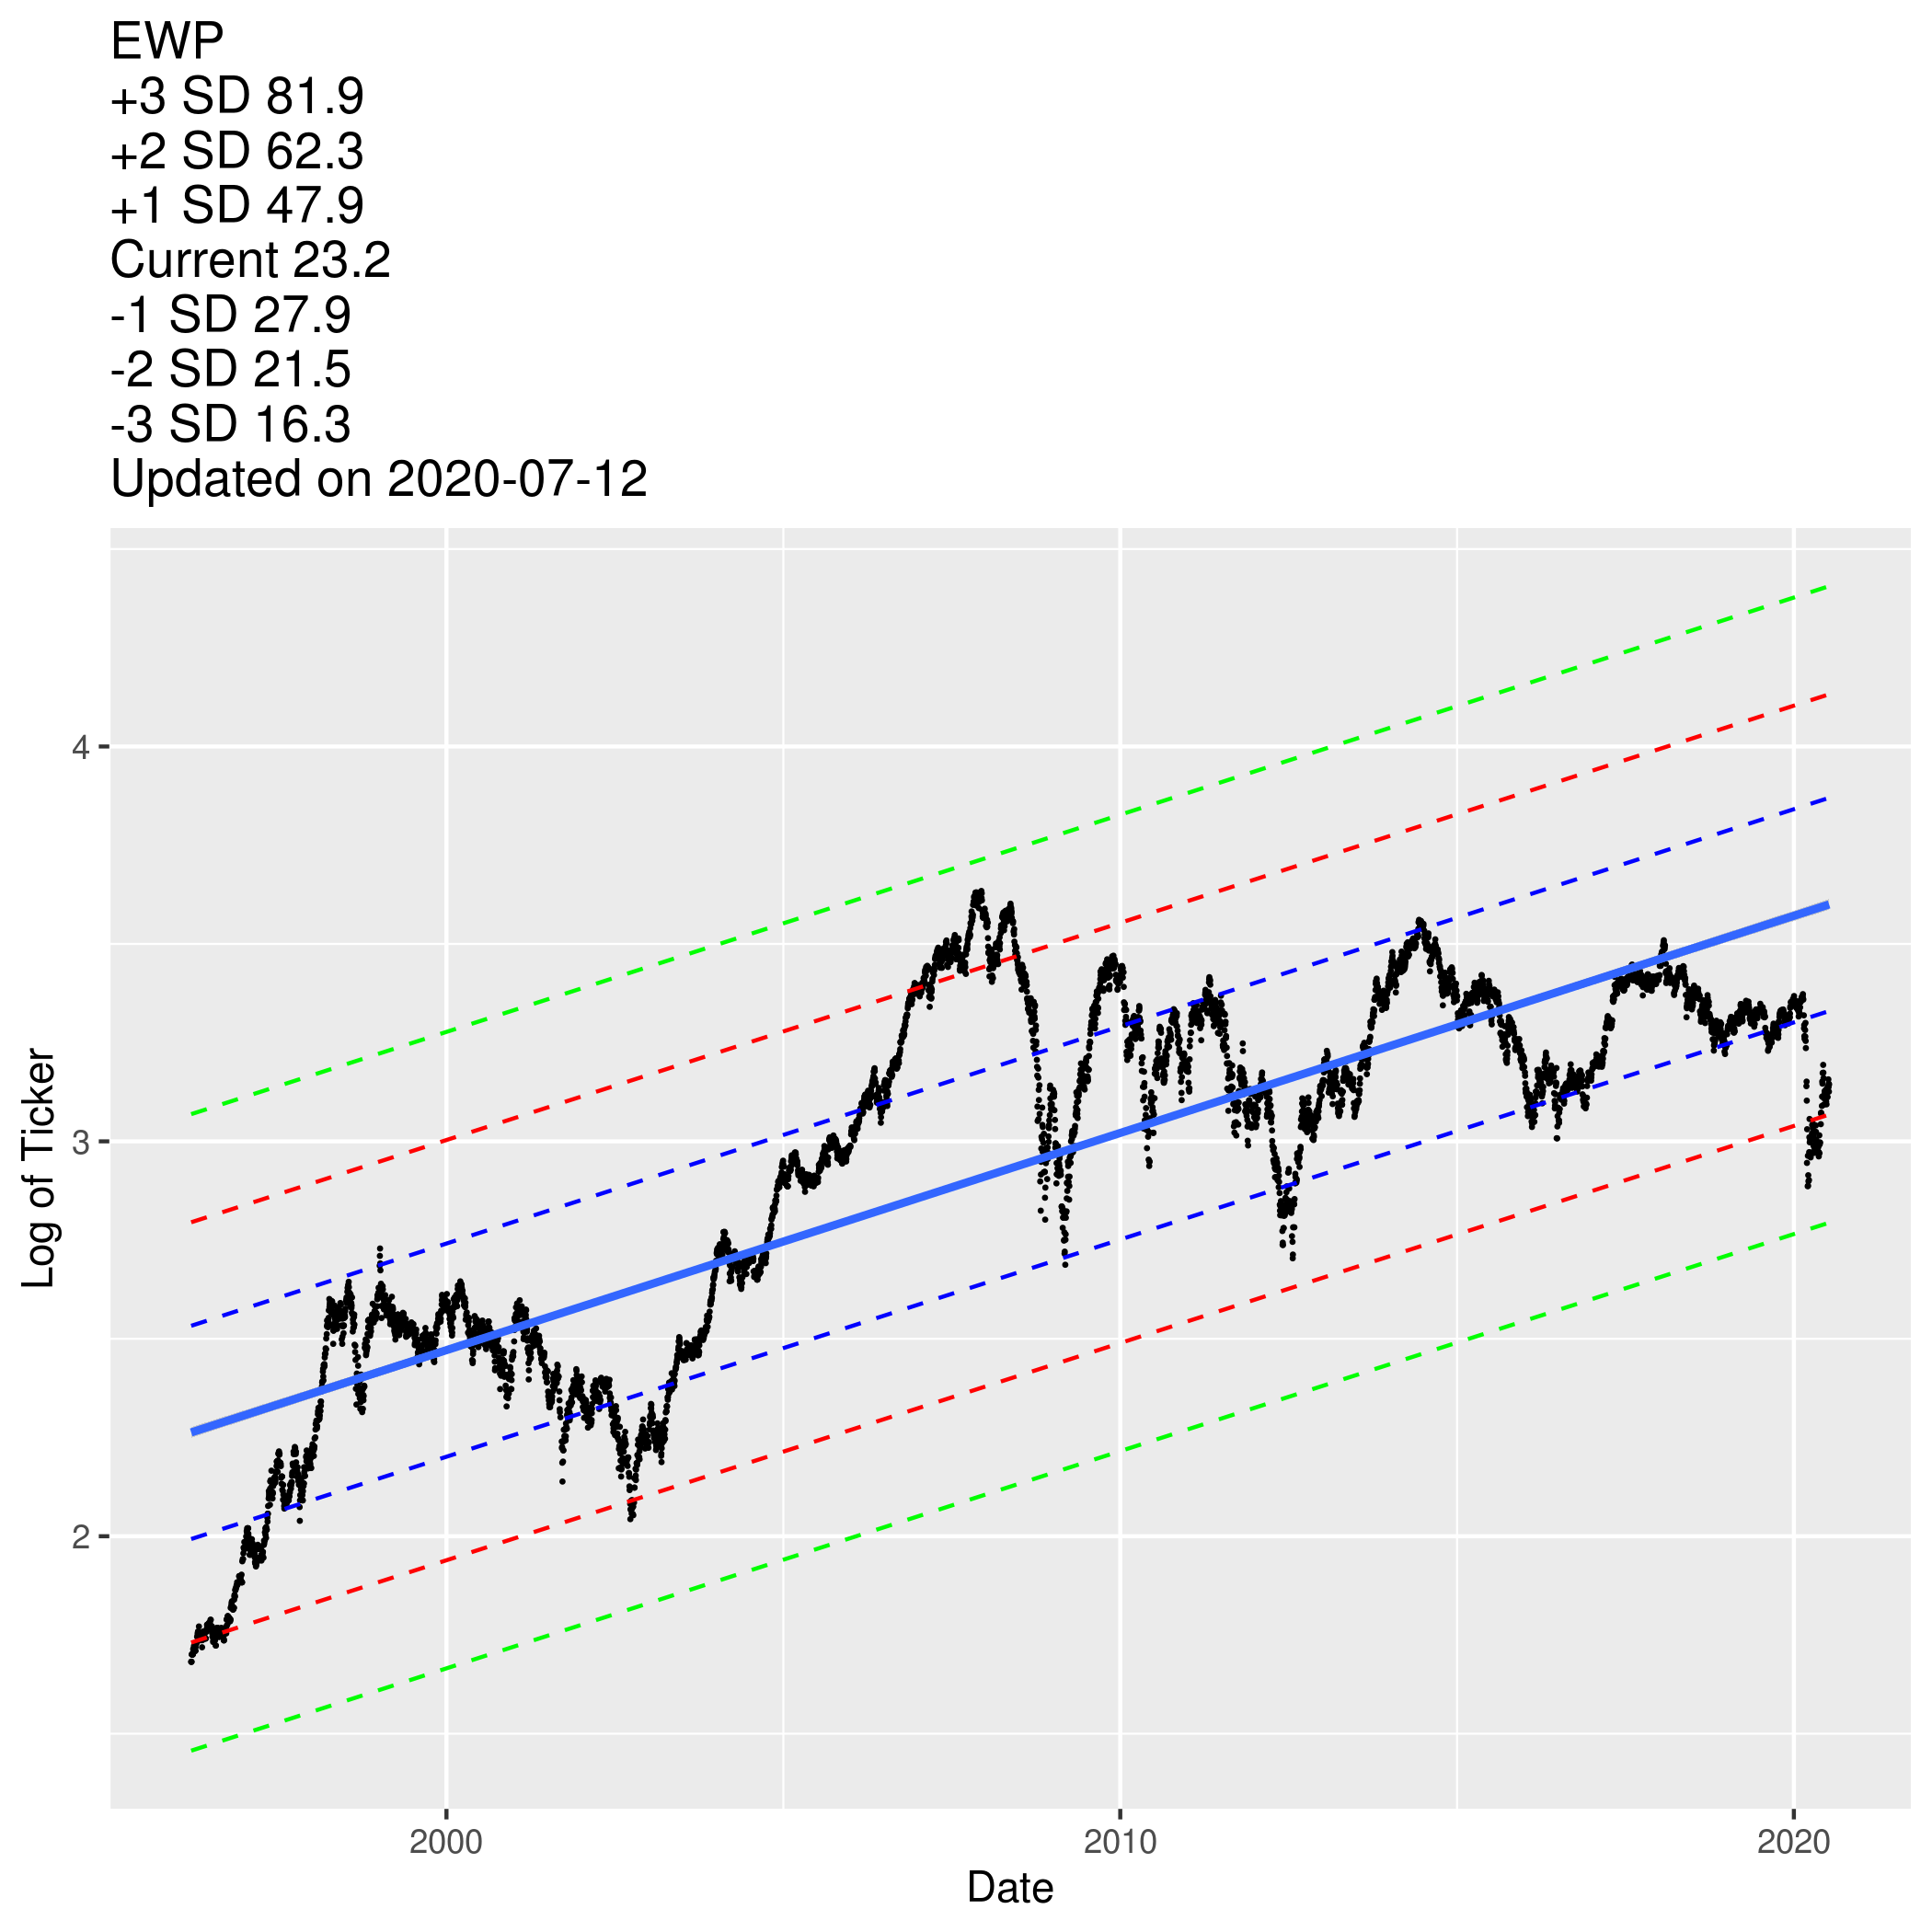 EWP
+3 SD 81.9
+2 SD 62.3
+1 SD 47.9
Current 23.2
-1 SD 27.9
-2 SD 21.5
-3 SD 16.3
Updated on 2020-07-12
4
3
2
Log of Ticker
2000 2010 2020
Date